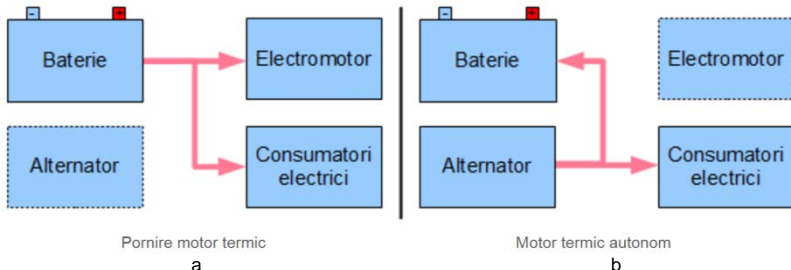 - +
Baterie
Electromotor
Alternator
Consumatori
electrici
Pornire motor termic
a
- +
Baterie
Electromotor
Alternator
Consumatori
electrici
Motor termic autonom
b